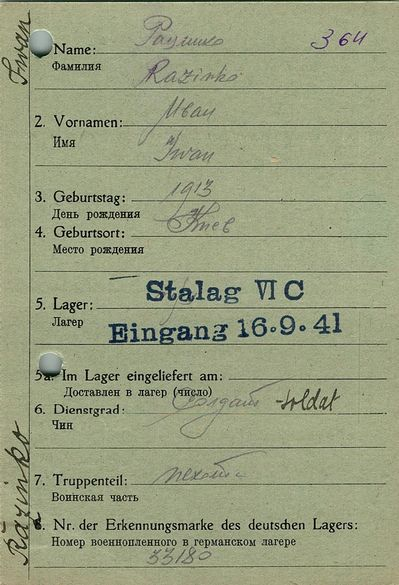 364
Name: Разинко
Фамилия Razinko
2. Vornamen: Иван
Имя Iwan
3. Geburtstag: 1913
День рождения
4. Geburtsort: Киев
Место рождения
Stalag VI C
5. Lager:
Лагер
Eingang 16.9.41
5a. Im Lager eingeliefert am:
Доставлен в лагер (число)
6. Dienstgrad: Солдат - soldat
Чин
7. Truppenteil: пехота
Воинская часть
8. Nr. der Erkennungsmarke des deutschen Lagers:
Номер военнопленного в германском лагере
33180
Iwan
Razinko